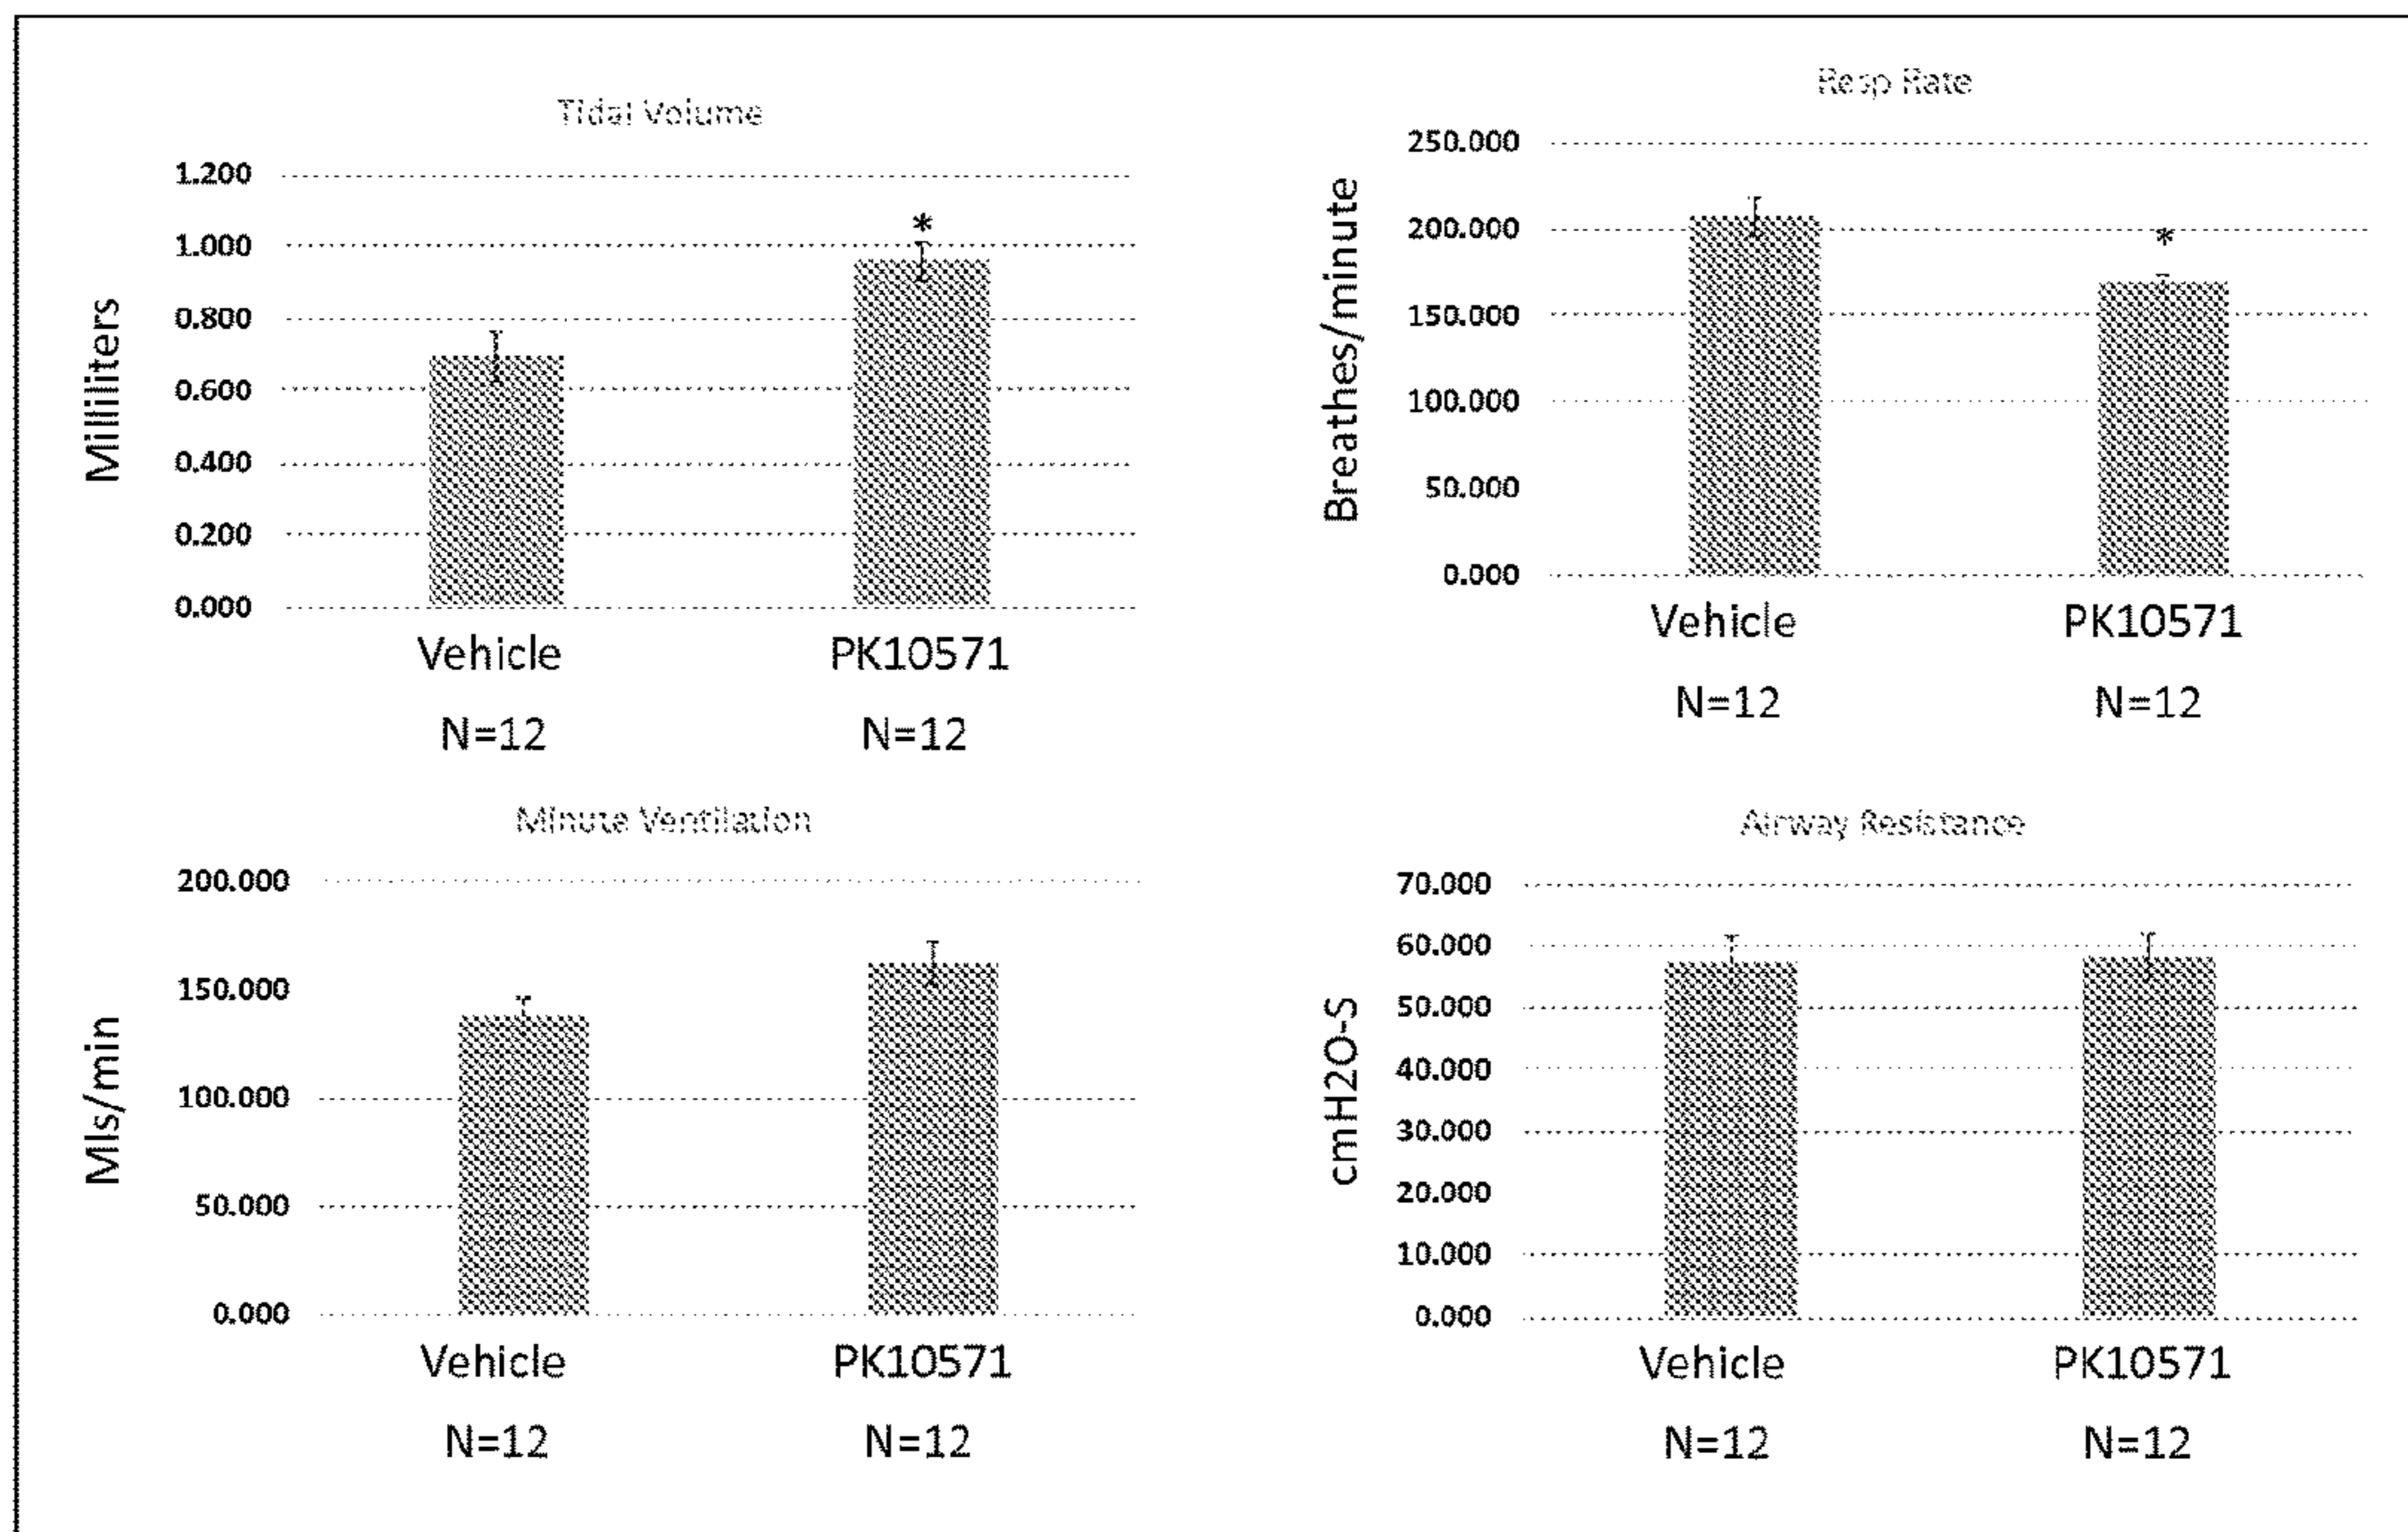 Tidal Volume
Milliliters
1.200
1.000
0.800
0.600
0.400
0.200
0.000
*
Vehicle
PK10571
N=12
N=12
Resp Rate
Breathes/minute
250.000
200.000
150.000
100.000
50.000
0.000
*
Vehicle
PK10571
N=12
N=12
Minute Ventilation
Mls/min
200.000
150.000
100.000
50.000
0.000
Vehicle
PK10571
N=12
N=12
Airway Resistance
cmH2O-S
70.000
60.000
50.000
40.000
30.000
20.000
10.000
0.000
Vehicle
PK10571
N=12
N=12